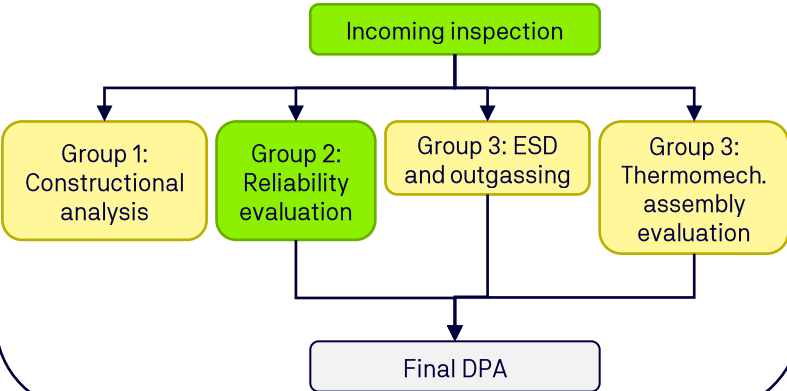 Incoming inspection
Group 1:
Constructional
analysis
Group 2:
Reliability
evaluation
Group 3: ESD
and outgassing
Group 3:
Thermomech.
assembly
evaluation
Final DPA